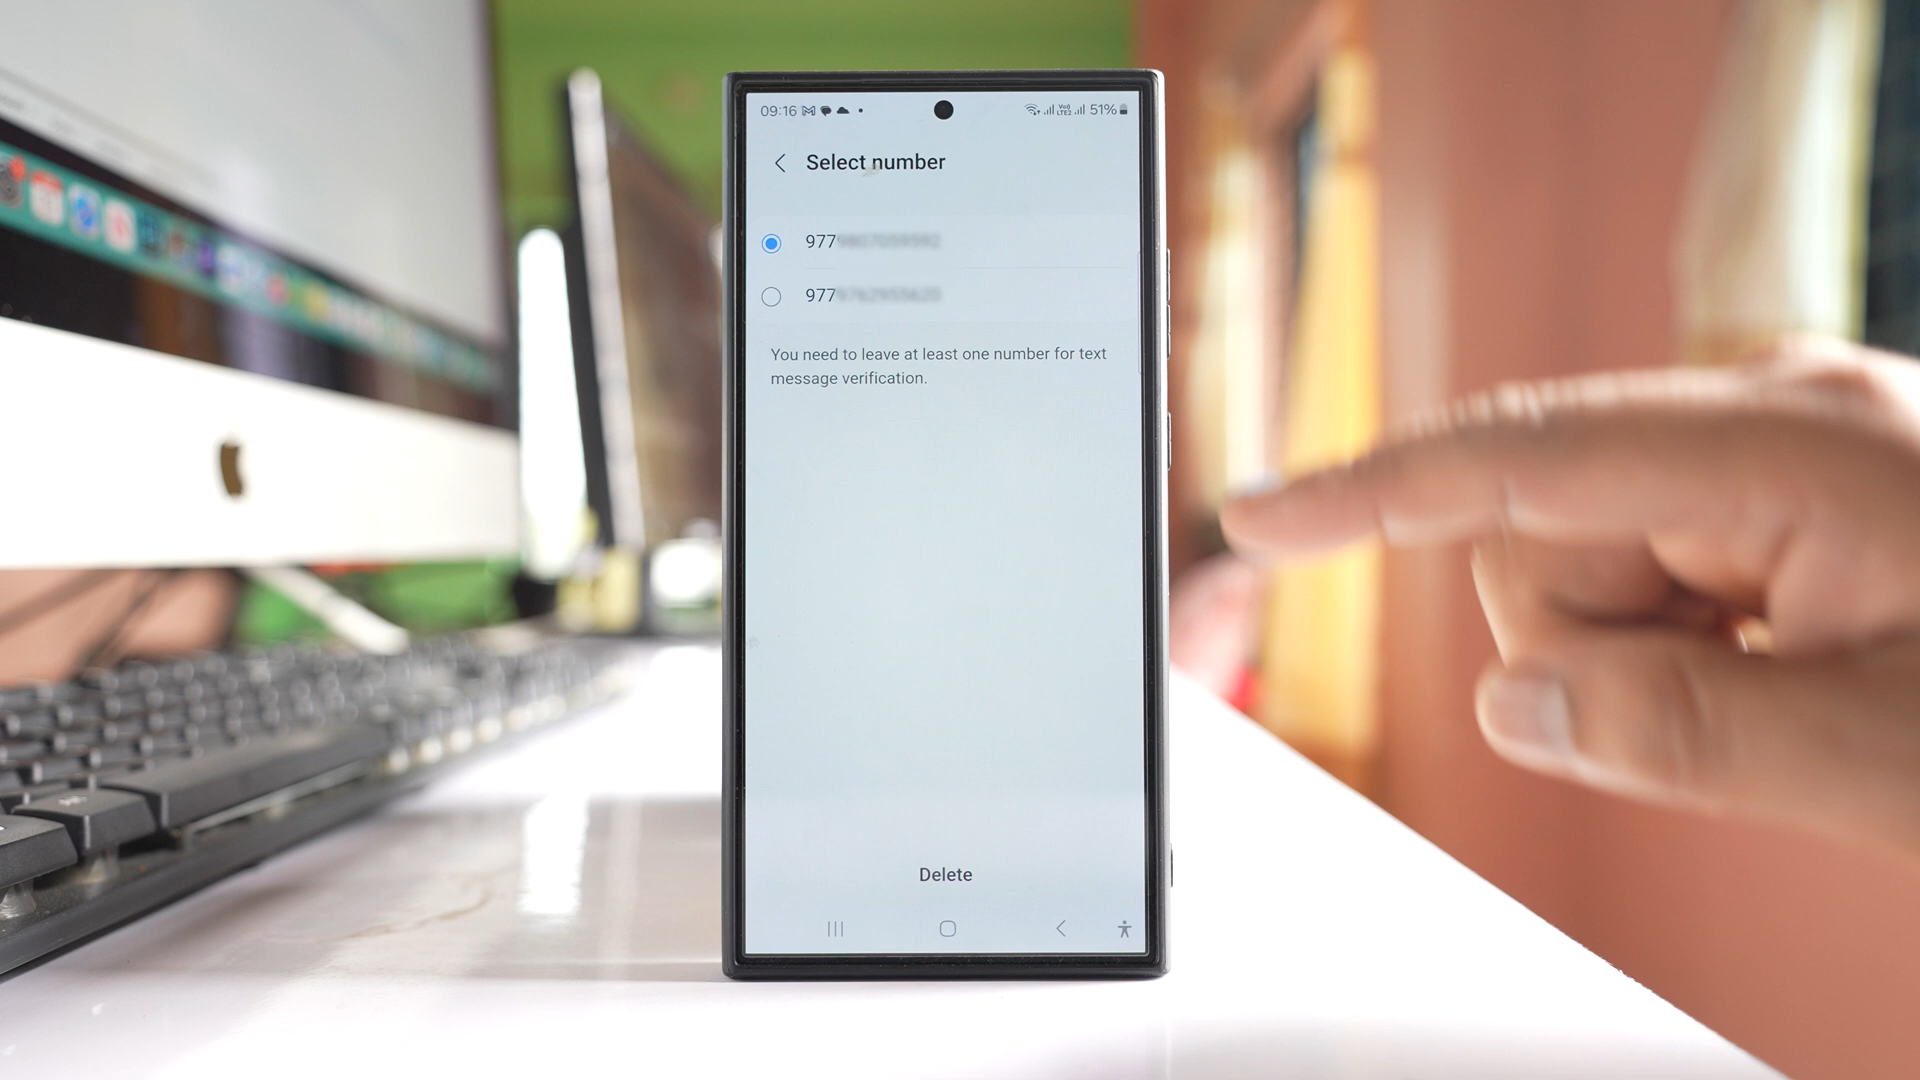 09:16
51%
Select number
977
977
You need to leave at least one number for text
message verification.
Delete